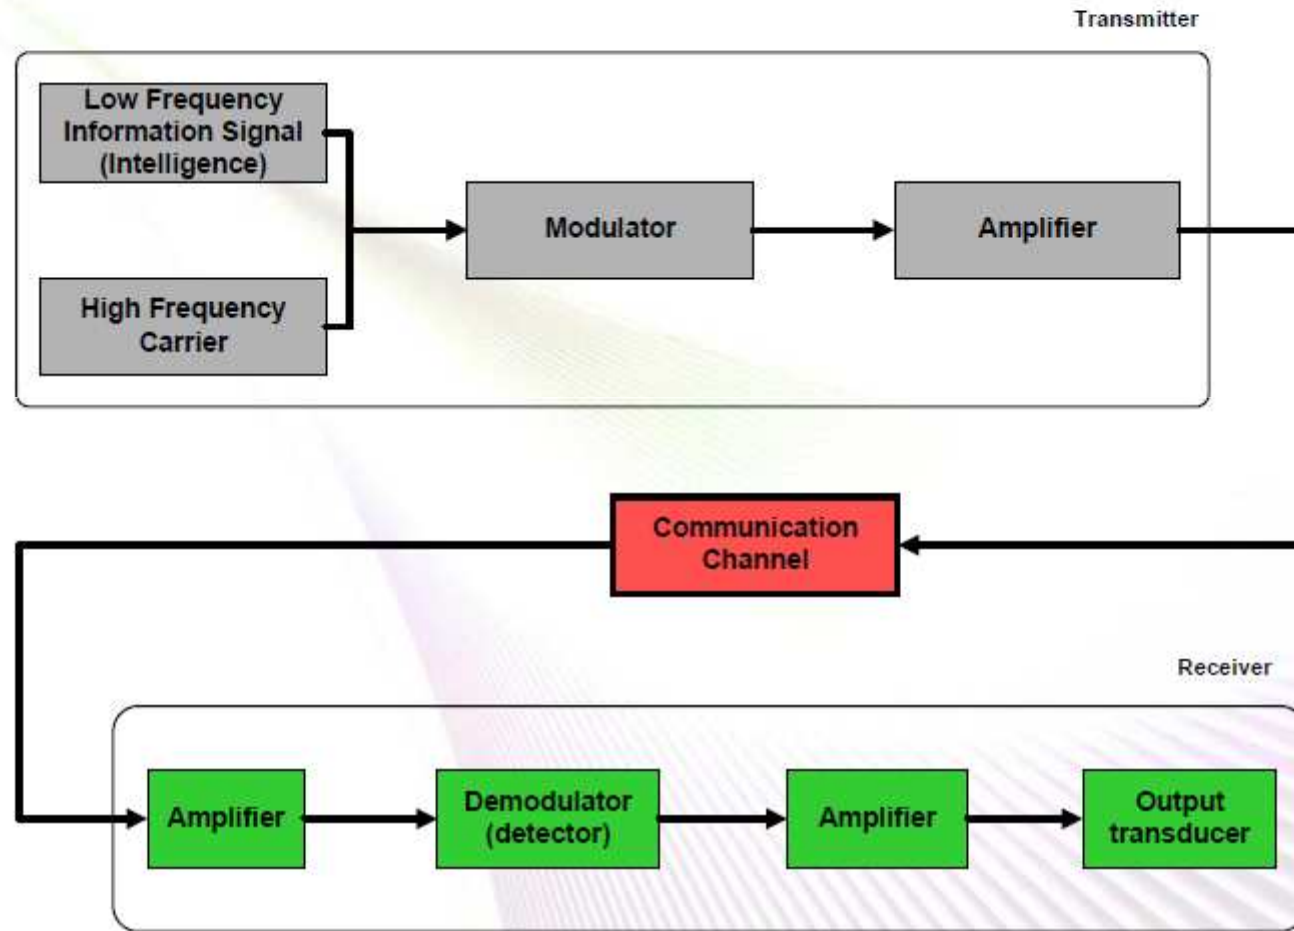 Transmitter
Low Frequency
Information Signal
(Intelligence)
Modulator
Amplifier
High Frequency
Carrier
Communication
Channel
Receiver
Amplifier
Demodulator
(detector)
Amplifier
Output
transducer